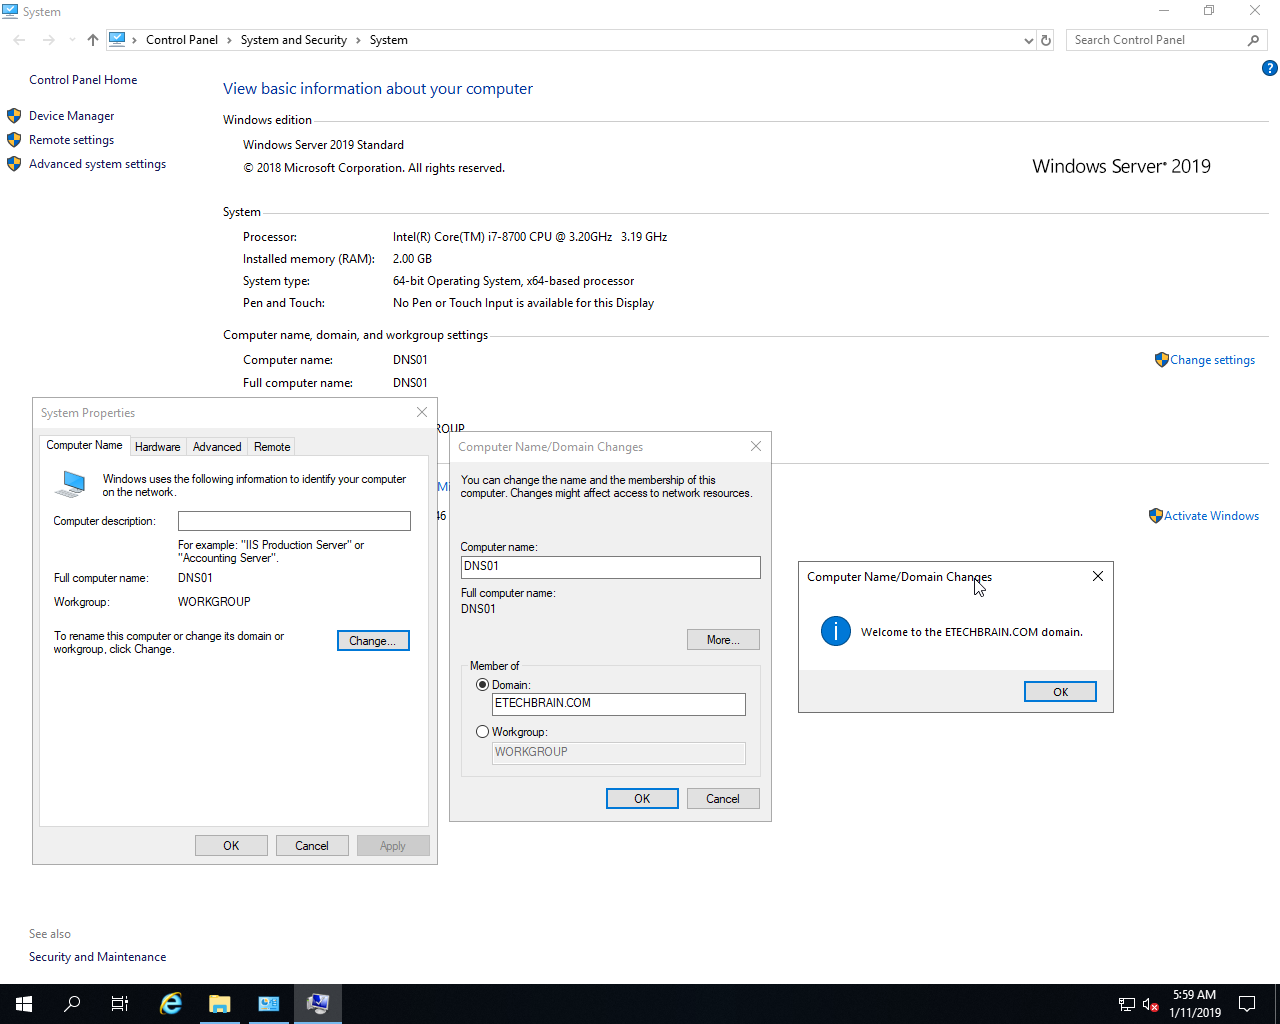 System
Control Panel > System and Security > System
Search Control Panel
Control Panel Home
Device Manager
Remote settings
Advanced system settings
View basic information about your computer
Windows edition
Windows Server 2019 Standard
© 2018 Microsoft Corporation. All rights reserved.
Windows Server® 2019
System
Processor: Intel(R) Core(TM) i7-8700 CPU @ 3.20GHz 3.19 GHz
Installed memory (RAM): 2.00 GB
System type: 64-bit Operating System, x64-based processor
Pen and Touch: No Pen or Touch Input is available for this Display
Computer name, domain, and workgroup settings
Computer name: DNS01
Change settings
Full computer name: DNS01
ROUP
Mi
46
Activate Windows
System Properties
Computer Name
Hardware
Advanced
Remote
Windows uses the following information to identify your computer
on the network.
Computer description:
For example: "IIS Production Server" or
"Accounting Server".
Full computer name: DNS01
Workgroup: WORKGROUP
To rename this computer or change its domain or
workgroup, click Change.
Change...
OK
Cancel
Apply
Computer Name/Domain Changes
You can change the name and the membership of this
computer. Changes might affect access to network resources.
Computer name:
DNS01
Full computer name:
DNS01
More...
Member of
Domain:
ETECHBRAIN.COM
Workgroup:
WORKGROUP
OK
Cancel
Computer Name/Domain Changes
Welcome to the ETECHBRAIN.COM domain.
OK
See also
Security and Maintenance
5:59 AM
1/11/2019